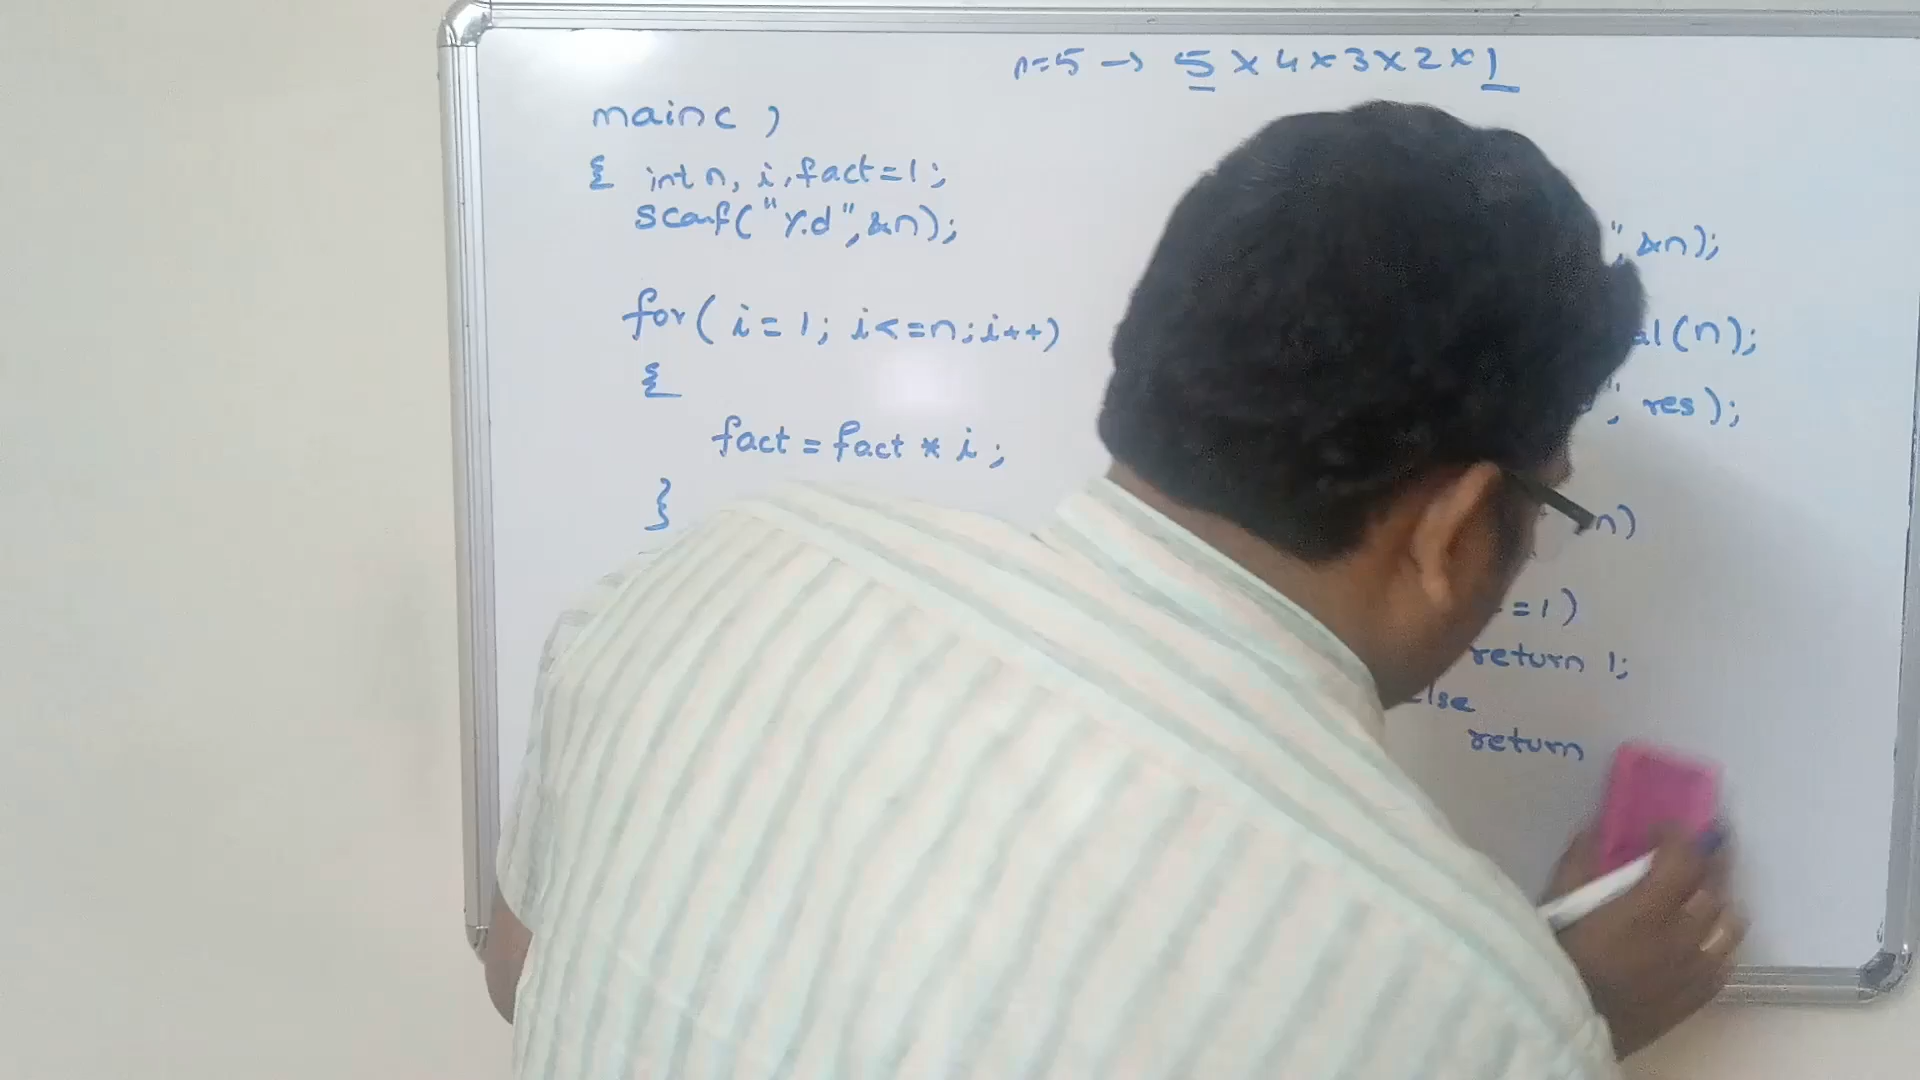 n=5 → 5 x 4 x 3 x 2 x 1
main( )
{ int n, i, fact=1;
scanf("%d", &n);
for( i = 1; i<=n; i++)
{
fact = fact * i ;
}
", &n);
al(n);
", res);
n)
= 1)
return 1;
else
return